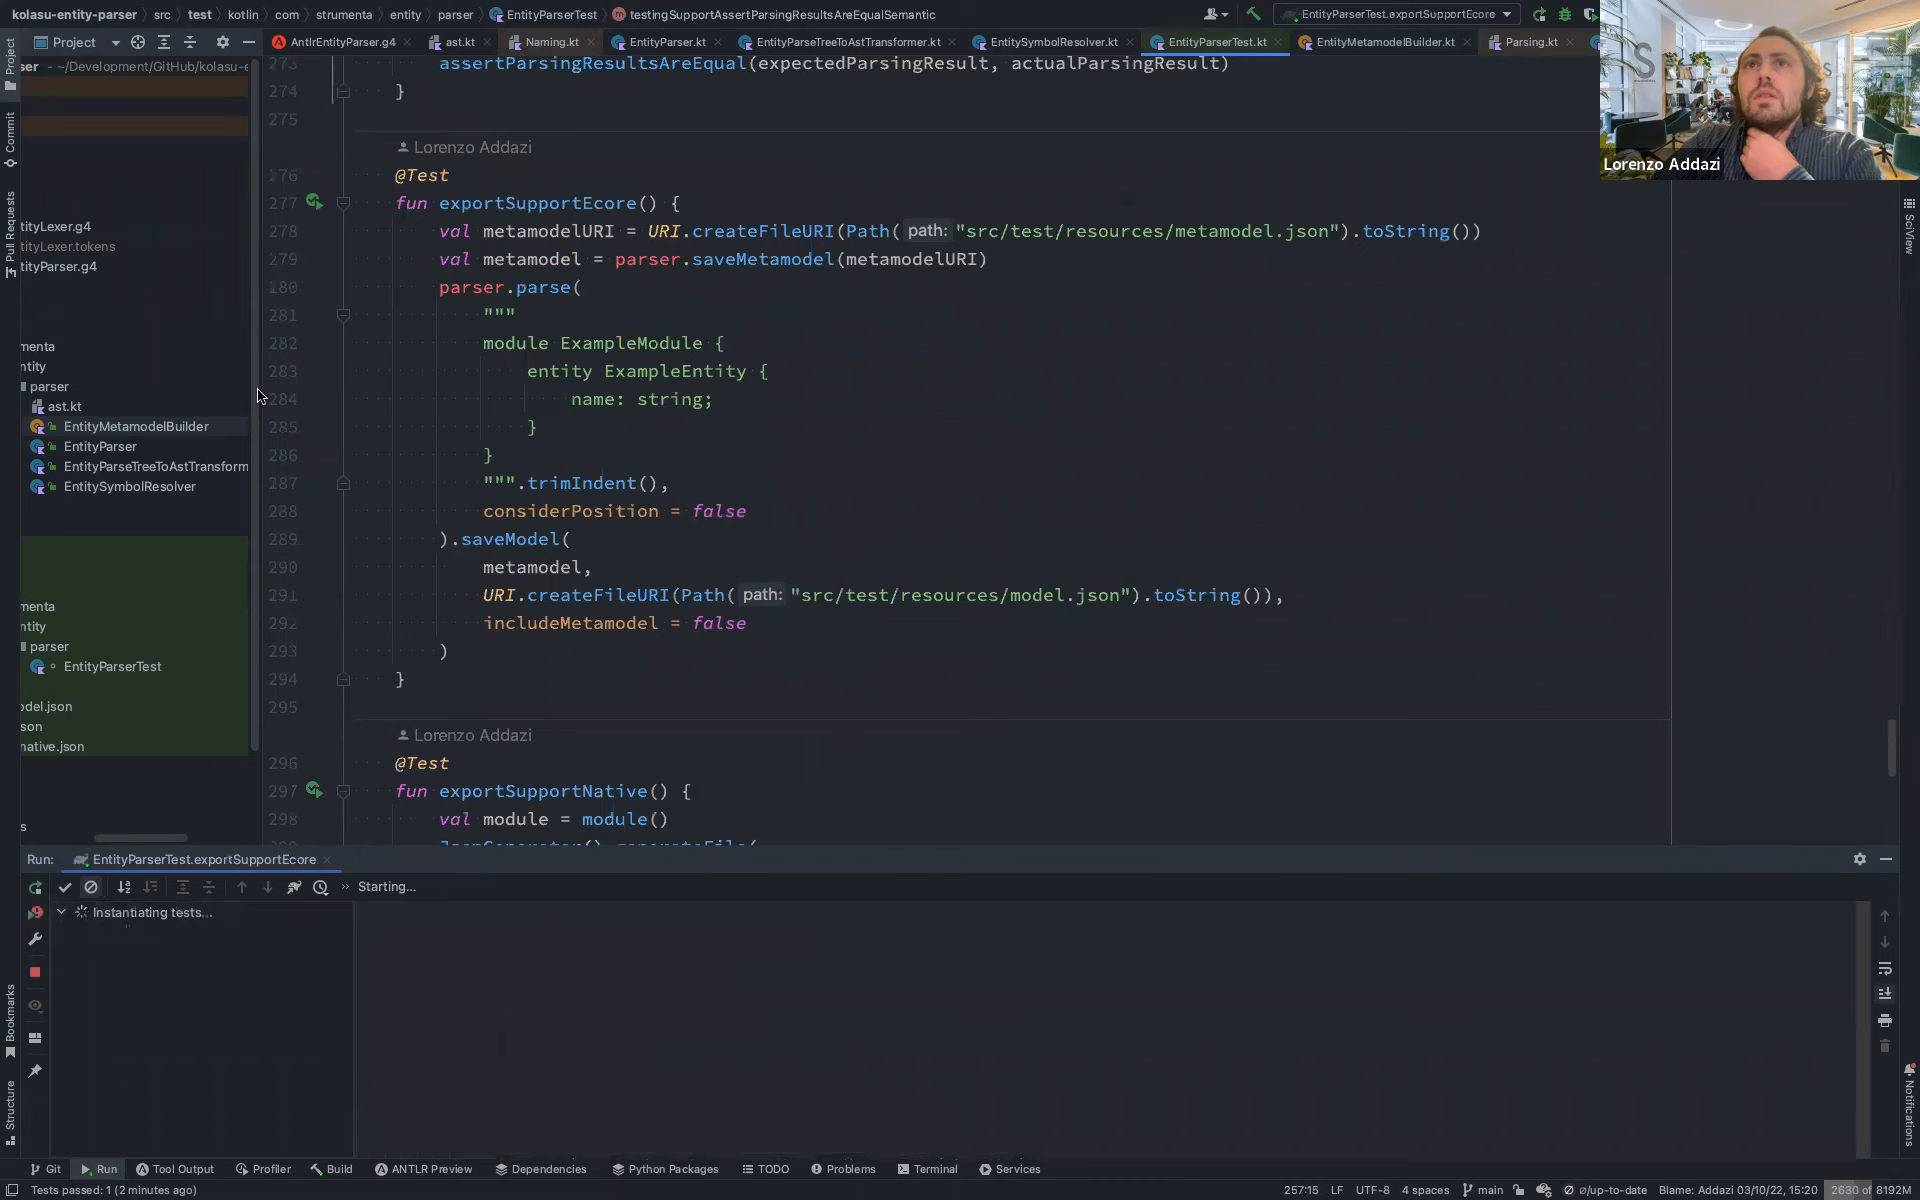 kolasu-entity-parser › src › test › kotlin › com › strumenta › entity › parser › EntityParserTest › testingSupportAssertParsingResultsAreEqualSemantic
EntityParserTest.exportSupportEcore
Project
AntlrEntityParser.g4
ast.kt
Naming.kt
EntityParser.kt
EntityParseTreeToAstTransformer.kt
EntitySymbolResolver.kt
EntityParserTest.kt
EntityMetamodelBuilder.kt
Parsing.kt
Lorenzo Addazi
Project
Commit
Pull Requests
Bookmarks
Structure
SciView
Notifications
ser - ~/Development/GitHub/kolasu-e
tityLexer.g4
tityLexer.tokens
tityParser.g4
menta
ntity
parser
ast.kt
EntityMetamodelBuilder
EntityParser
EntityParseTreeToAstTransform
EntitySymbolResolver
menta
ntity
parser
EntityParserTest
odel.json
son
native.json
s
273 assertParsingResultsAreEqual(expectedParsingResult, actualParsingResult)
274 }
275
Lorenzo Addazi
276 @Test
277 fun exportSupportEcore() {
278 val metamodelURI = URI.createFileURI(Path( path: "src/test/resources/metamodel.json").toString())
279 val metamodel = parser.saveMetamodel(metamodelURI)
280 parser.parse(
281 """
282 module ExampleModule {
283 entity ExampleEntity {
284 name: string;
285 }
286 }
287 """.trimIndent(),
288 considerPosition = false
289 ).saveModel(
290 metamodel,
291 URI.createFileURI(Path( path: "src/test/resources/model.json").toString()),
292 includeMetamodel = false
293 )
294 }
295
Lorenzo Addazi
296 @Test
297 fun exportSupportNative() {
298 val module = module()
Run: EntityParserTest.exportSupportEcore
» Starting...
Instantiating tests...
Git
Run
Tool Output
Profiler
Build
ANTLR Preview
Dependencies
Python Packages
TODO
Problems
Terminal
Services
Tests passed: 1 (2 minutes ago)
257:15 LF UTF-8 4 spaces main ∅/up-to-date Blame: Addazi 03/10/22, 15:20 2630 of 8192M